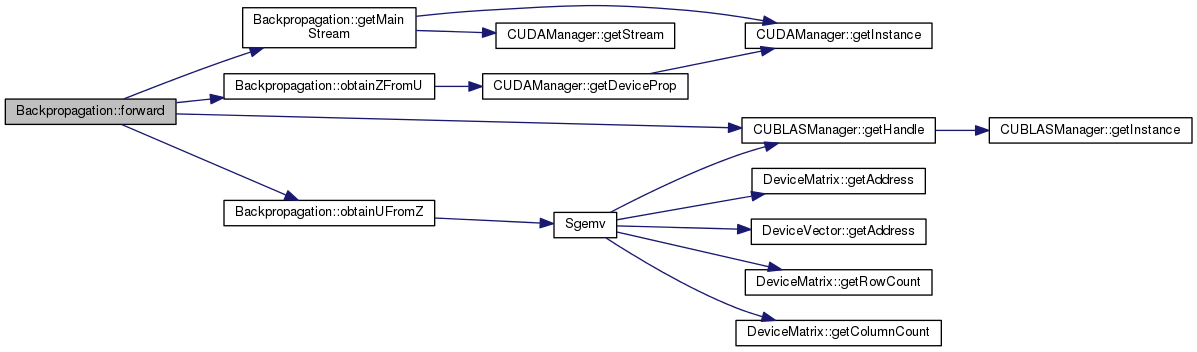 Backpropagation::getMain
Stream
CUDAManager::getStream
CUDAManager::getInstance
Backpropagation::obtainZFromU
CUDAManager::getDeviceProp
Backpropagation::forward
CUBLASManager::getHandle
CUBLASManager::getInstance
DeviceMatrix::getAddress
Backpropagation::obtainUFromZ
Sgemv
DeviceVector::getAddress
DeviceMatrix::getRowCount
DeviceMatrix::getColumnCount